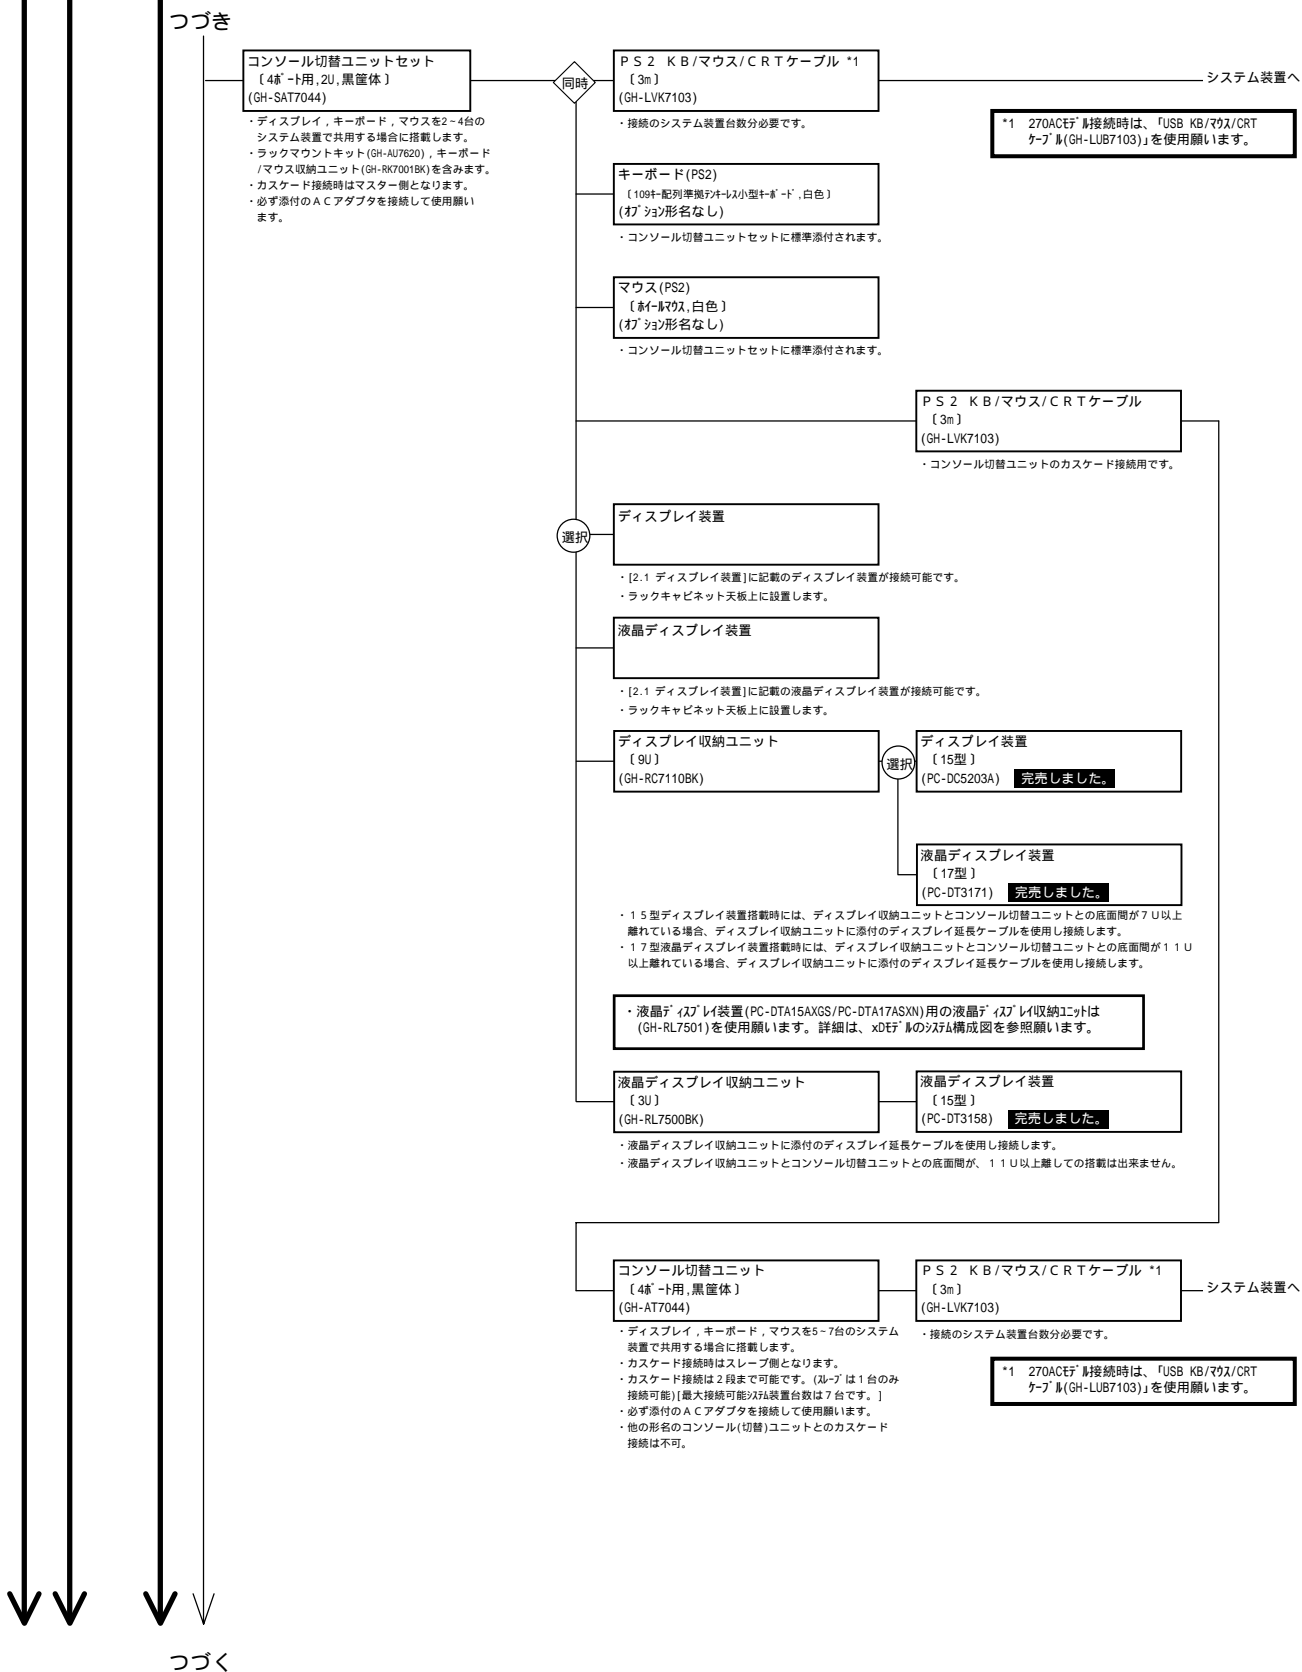 つづき
コンソール切替ユニットセット
〔4ﾎﾟｰﾄ用,2U,黒筐体〕
(GH-SAT7044)
・ディスプレイ，キーボード，マウスを2~4台の
システム装置で共用する場合に搭載します。
・ラックマウントキット(GH-AU7620)，キーボード
/マウス収納ユニット(GH-RK7001BK)を含みます。
・カスケード接続時はマスター側となります。
・必ず添付のＡＣアダプタを接続して使用願い
ます。
同時
ＰＳ２ ＫＢ/マウス/ＣＲＴケーブル *1
〔3m〕
(GH-LVK7103)
・接続のシステム装置台数分必要です。
システム装置へ
*1 270ACﾓﾃﾞﾙ接続時は、｢USB KB/ﾏｳｽ/CRT
ｹｰﾌﾞﾙ(GH-LUB7103)｣を使用願います。
キーボード(PS2)
〔109ｷｰ配列準拠ﾃﾝｷｰﾚｽ小型ｷｰﾎﾞｰﾄﾞ,白色〕
(ｵﾌﾟｼｮﾝ形名なし)
・コンソール切替ユニットセットに標準添付されます。
マウス(PS2)
〔ﾎｲｰﾙﾏｳｽ,白色〕
(ｵﾌﾟｼｮﾝ形名なし)
・コンソール切替ユニットセットに標準添付されます。
ＰＳ２ ＫＢ/マウス/ＣＲＴケーブル
〔3m〕
(GH-LVK7103)
・コンソール切替ユニットのカスケード接続用です。
選択
ディスプレイ装置
・[2.1 ディスプレイ装置]に記載のディスプレイ装置が接続可能です。
・ラックキャビネット天板上に設置します。
液晶ディスプレイ装置
・[2.1 ディスプレイ装置]に記載の液晶ディスプレイ装置が接続可能です。
・ラックキャビネット天板上に設置します。
ディスプレイ収納ユニット
〔9U〕
(GH-RC7110BK)
選択
ディスプレイ装置
〔15型〕
(PC-DC5203A) 完売しました。
液晶ディスプレイ装置
〔17型〕
(PC-DT3171) 完売しました。
・１５型ディスプレイ装置搭載時には、ディスプレイ収納ユニットとコンソール切替ユニットとの底面間が７Ｕ以上
離れている場合、ディスプレイ収納ユニットに添付のディスプレイ延長ケーブルを使用し接続します。
・１７型液晶ディスプレイ装置搭載時には、ディスプレイ収納ユニットとコンソール切替ユニットとの底面間が１１Ｕ
以上離れている場合、ディスプレイ収納ユニットに添付のディスプレイ延長ケーブルを使用し接続します。
・液晶ﾃﾞｨｽﾌﾟﾚｲ装置(PC-DTA15AXGS/PC-DTA17ASXN)用の液晶ﾃﾞｨｽﾌﾟﾚｲ収納ﾕﾆｯﾄは
(GH-RL7501)を使用願います。詳細は、xDﾓﾃﾞﾙのｼｽﾃﾑ構成図を参照願います。
液晶ディスプレイ収納ユニット
〔3U〕
(GH-RL7500BK)
液晶ディスプレイ装置
〔15型〕
(PC-DT3158) 完売しました。
・液晶ディスプレイ収納ユニットに添付のディスプレイ延長ケーブルを使用し接続します。
・液晶ディスプレイ収納ユニットとコンソール切替ユニットとの底面間が、１１Ｕ以上離しての搭載は出来ません。
コンソール切替ユニット
〔4ﾎﾟｰﾄ用,黒筐体〕
(GH-AT7044)
・ディスプレイ，キーボード，マウスを5~7台のシステム
装置で共用する場合に搭載します。
・カスケード接続時はスレーブ側となります。
・カスケード接続は２段まで可能です。(ｽﾚｰﾌﾞは１台のみ
接続可能)[最大接続可能ｼｽﾃﾑ装置台数は７台です。]
・必ず添付のＡＣアダプタを接続して使用願います。
・他の形名のコンソール(切替)ユニットとのカスケード
接続は不可。
ＰＳ２ ＫＢ/マウス/ＣＲＴケーブル *1
〔3m〕
(GH-LVK7103)
・接続のシステム装置台数分必要です。
システム装置へ
*1 270ACﾓﾃﾞﾙ接続時は、｢USB KB/ﾏｳｽ/CRT
ｹｰﾌﾞﾙ(GH-LUB7103)｣を使用願います。
つづく